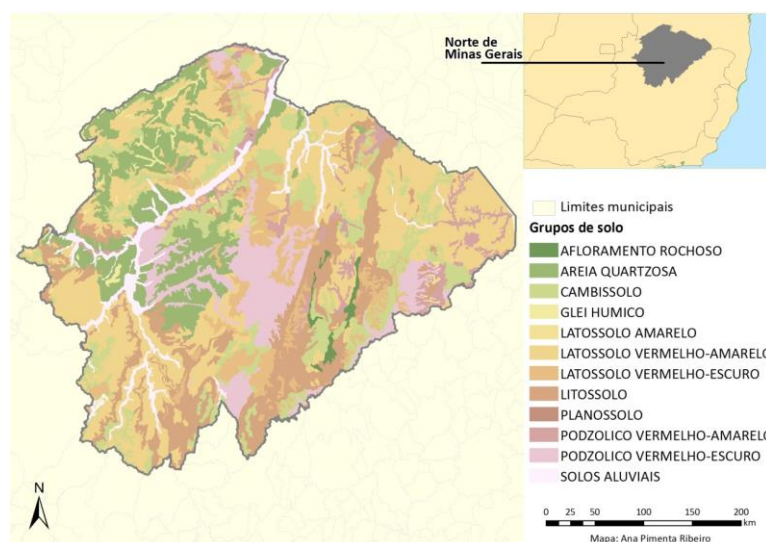 Norte de
Minas Gerais
Limites municipais
Grupos de solo
AFLORAMENTO ROCHOSO
AREIA QUARTZOSA
CAMBISSOLO
GLEI HUMICO
LATOSSOLO AMARELO
LATOSSOLO VERMELHO-AMARELO
LATOSSOLO VERMELHO-ESCURO
LITOSSOLO
PLANOSSOLO
PODZOLICO VERMELHO-AMARELO
PODZOLICO VERMELHO-ESCURO
SOLOS ALUVIAIS
N
0 25 50 100 150 200
km
Mapa: Ana Pimenta Ribeiro